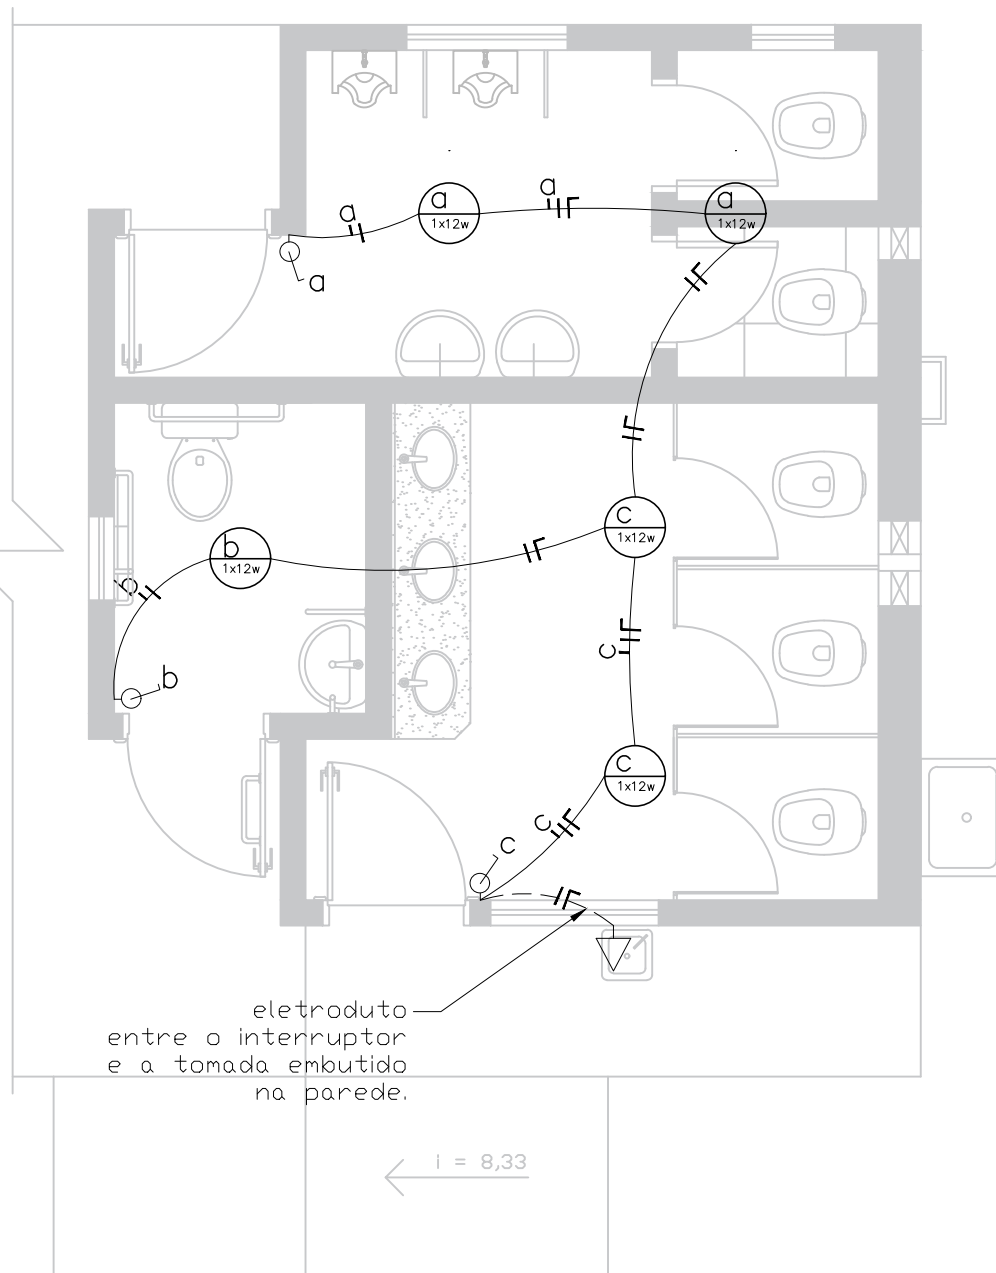 a
a
a
1x12w
a
1x12w
a
c
1x12w
b
1x12w
b
c
b
c
1x12w
c
c
eletroduto
entre o interruptor
e a tomada embutido
na parede.
i = 8,33